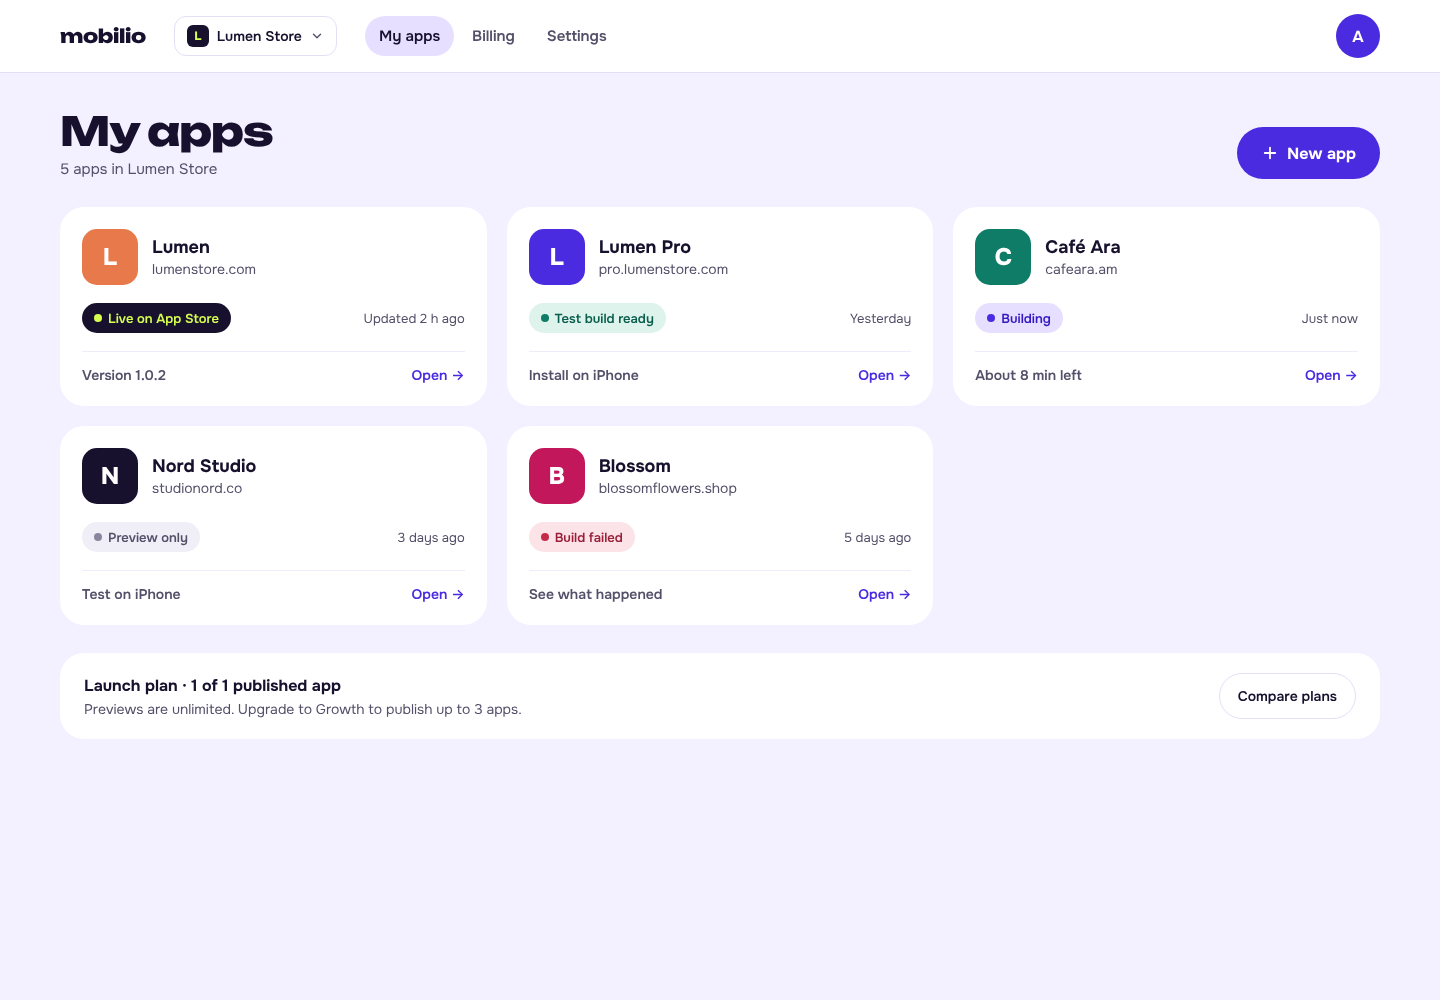 mobilio
L Lumen Store
My apps
Billing
Settings
A
My apps
5 apps in Lumen Store
+ New app
L
Lumen
lumenstore.com
Live on App Store
Updated 2 h ago
Version 1.0.2
Open →
L
Lumen Pro
pro.lumenstore.com
Test build ready
Yesterday
Install on iPhone
Open →
C
Café Ara
cafeara.am
Building
Just now
About 8 min left
Open →
N
Nord Studio
studionord.co
Preview only
3 days ago
Test on iPhone
Open →
B
Blossom
blossomflowers.shop
Build failed
5 days ago
See what happened
Open →
Launch plan · 1 of 1 published app
Previews are unlimited. Upgrade to Growth to publish up to 3 apps.
Compare plans